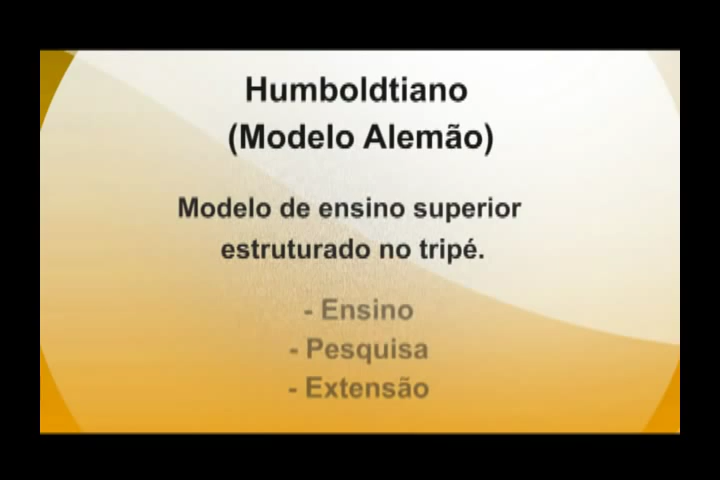 Humboldtiano
(Modelo Alemão)
Modelo de ensino superior
estruturado no tripé.
- Ensino
- Pesquisa
- Extensão